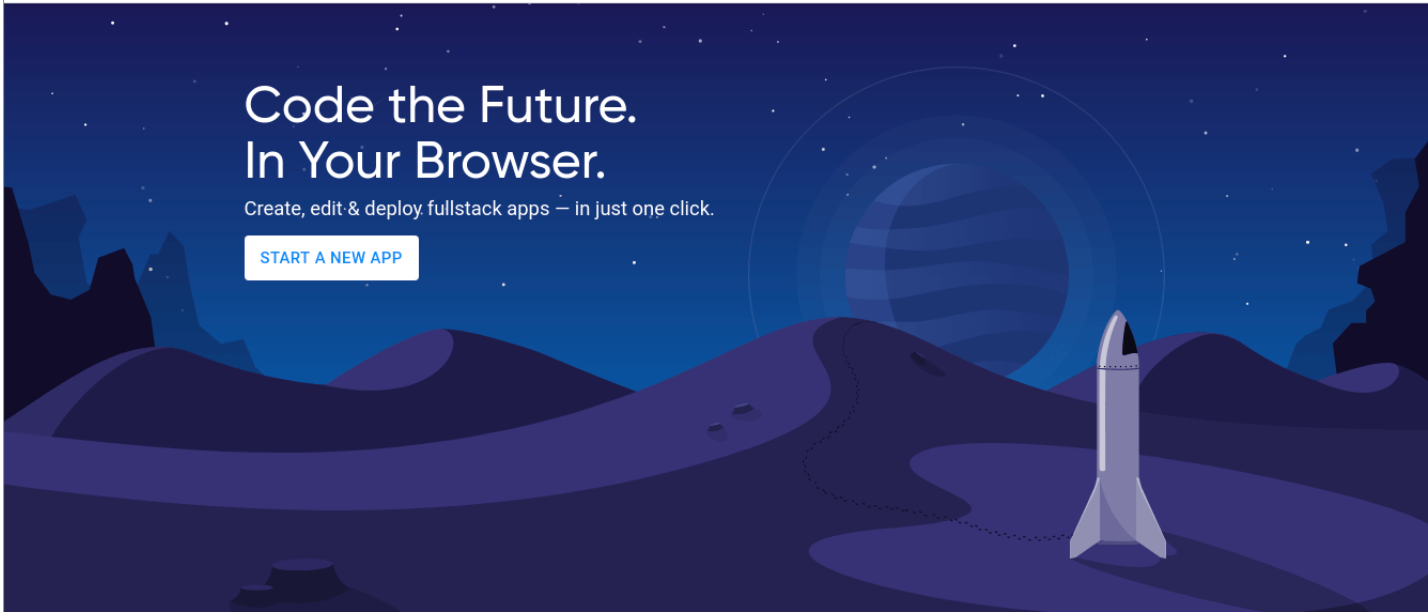 Code the Future.
In Your Browser.
Create, edit & deploy fullstack apps — in just one click.
START A NEW APP